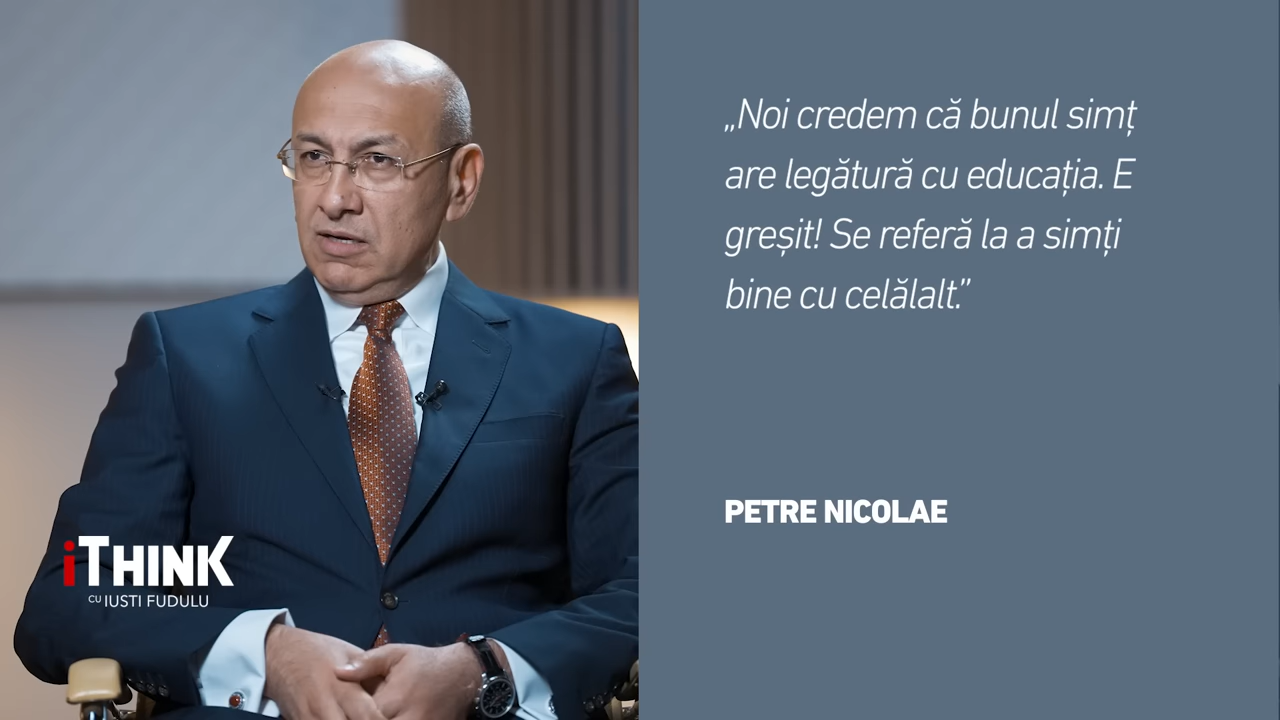 „Noi credem că bunul simț
are legătură cu educația. E
greșit! Se referă la a simți
bine cu celălalt.”
PETRE NICOLAE
iTHINK
CU IUSTI FUDULU